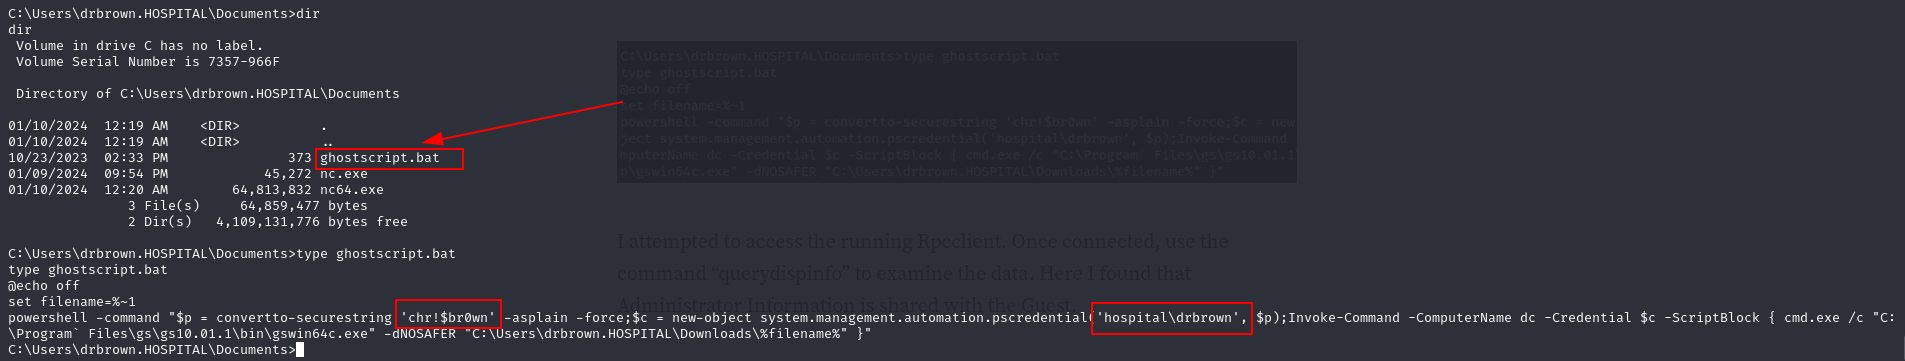 C:\Users\drbrown.HOSPITAL\Documents>dir
dir
 Volume in drive C has no label.
 Volume Serial Number is 7357-966F

 Directory of C:\Users\drbrown.HOSPITAL\Documents

01/10/2024  12:19 AM    <DIR>          .
01/10/2024  12:19 AM    <DIR>          ..
10/23/2023  02:33 PM               373 ghostscript.bat
01/09/2024  09:54 PM            45,272 nc.exe
01/10/2024  12:20 AM        64,813,832 nc64.exe
               3 File(s)     64,859,477 bytes
               2 Dir(s)   4,109,131,776 bytes free

C:\Users\drbrown.HOSPITAL\Documents>type ghostscript.bat
type ghostscript.bat
@echo off
set filename=%~1
powershell -command "$p = convertto-securestring 'chr!$br0wn' -asplain -force;$c = new-object system.management.automation.pscredential('hospital\drbrown', $p);Invoke-Command -ComputerName dc -Credential $c -ScriptBlock { cmd.exe /c "C:
\Program` Files\gs\gs10.01.1\bin\gswin64c.exe" -dNOSAFER "C:\Users\drbrown.HOSPITAL\Downloads\%filename%" }"
C:\Users\drbrown.HOSPITAL\Documents>
C:\Users\drbrown.HOSPITAL\Documents>type ghostscript.bat
type ghostscript.bat
@echo off
set filename=%~1
powershell -command "$p = convertto-securestring 'chr!$br0wn' -asplain -force;$c = new
ject system.management.automation.pscredential('hospital\drbrown', $p);Invoke-Command
mputerName dc -Credential $c -ScriptBlock { cmd.exe /c "C:\Program` Files\gs\gs10.01.1
n\gswin64c.exe" -dNOSAFER "C:\Users\drbrown.HOSPITAL\Downloads\%filename%" }"
I attempted to access the running Rpcclient. Once connected, use the
command “querydispinfo” to examine the data. Here I found that
Administrator Information is shared with the Guest.